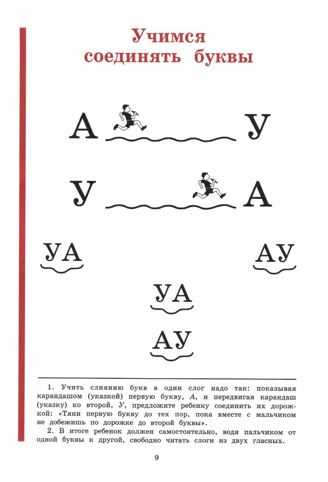 Учимся
соединять буквы
А У
У А
УА АУ
УА
АУ
1. Учить слиянию букв в один слог надо так: показывая
карандашом (указкой) первую букву, А, и передвигая карандаш
(указку) ко второй, У, предложите ребенку соединить их дорож-
кой: «Тяни первую букву до тех пор, пока вместе с мальчиком
не добежишь по дорожке до второй буквы».
2. В итоге ребенок должен самостоятельно, водя пальчиком от
одной буквы к другой, свободно читать слоги из двух гласных.
9